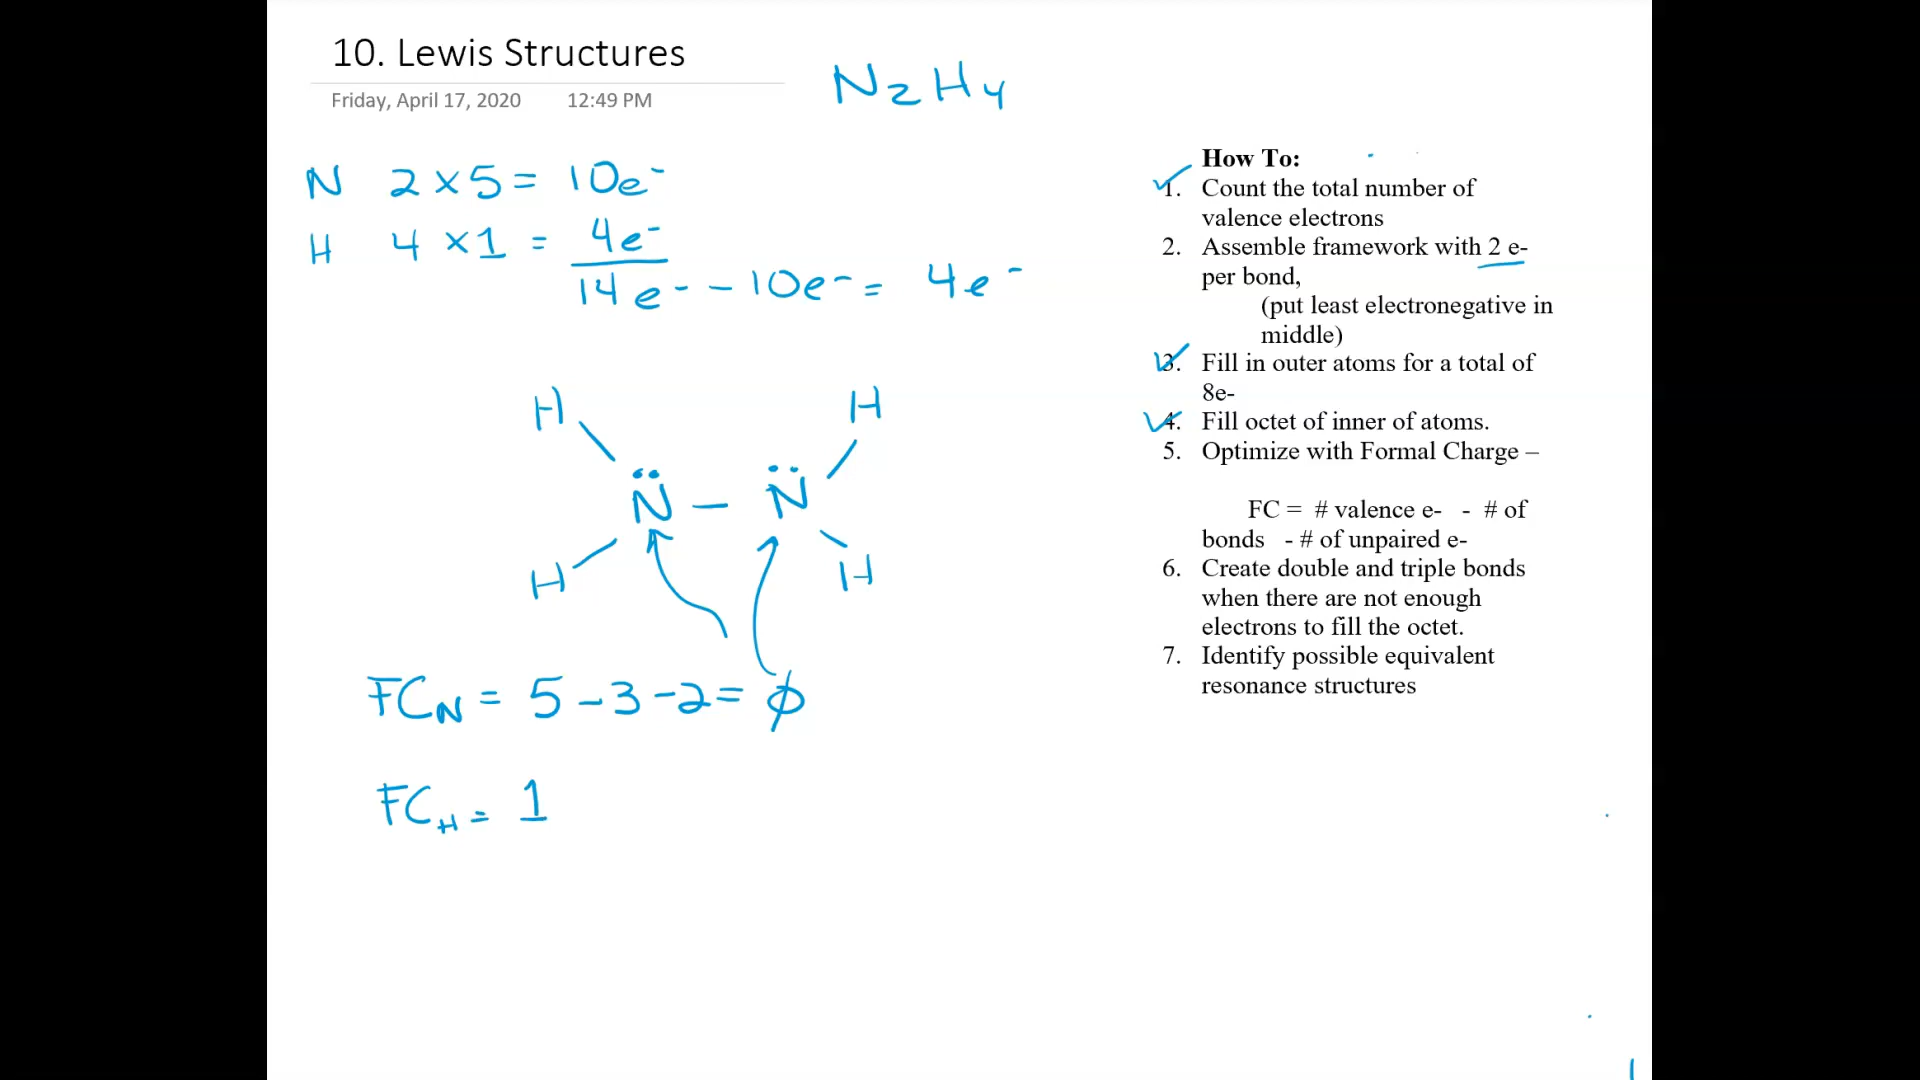 10. Lewis Structures
Friday, April 17, 2020 12:49 PM
N2H4
N 2 x 5 = 10e-
H 4 x 1 = 4e-
14e- - 10e- = 4e-
H H
N - N
H H
FCN = 5 - 3 - 2 = ϕ
FCH = 1
How To:
1. Count the total number of
valence electrons
2. Assemble framework with 2 e-
per bond,
(put least electronegative in
middle)
3. Fill in outer atoms for a total of
8e-
4. Fill octet of inner of atoms.
5. Optimize with Formal Charge –
FC = # valence e- - # of
bonds - # of unpaired e-
6. Create double and triple bonds
when there are not enough
electrons to fill the octet.
7. Identify possible equivalent
resonance structures